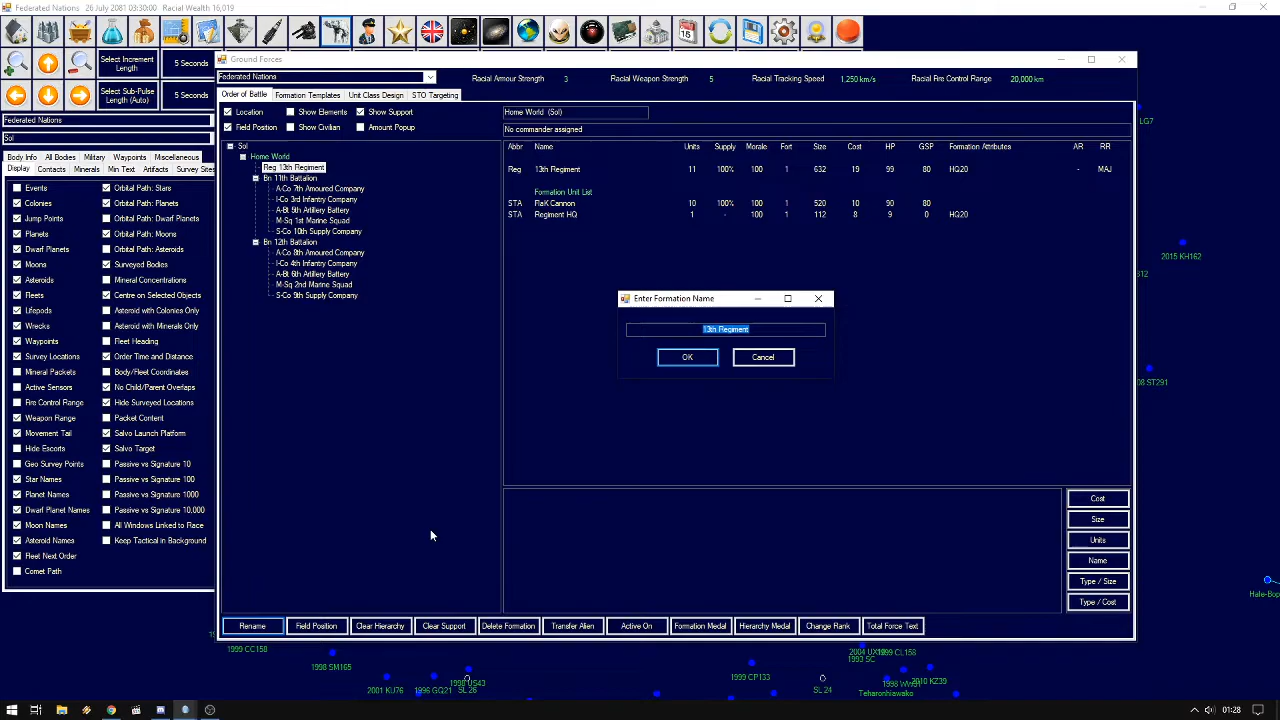 Federated Nations    26 July 2081 03:30:00    Racial Wealth 16,019
Select Increment Length
5 Seconds
Select Sub-Pulse Length (Auto)
5 Seconds
Federated Nations
Sol
Body Info    All Bodies    Military    Waypoints    Miscellaneous
Display    Contacts    Minerals    Min Text    Artifacts    Survey Sites
Events    Orbital Path: Stars
Colonies    Orbital Path: Planets
Jump Points    Orbital Path: Dwarf Planets
Planets    Orbital Path: Moons
Dwarf Planets    Orbital Path: Asteroids
Moons    Surveyed Bodies
Asteroids    Mineral Concentrations
Fleets    Centre on Selected Objects
Lifepods    Asteroid with Colonies Only
Wrecks    Asteroid with Minerals Only
Waypoints    Fleet Heading
Survey Locations    Order Time and Distance
Mineral Packets    Body/Fleet Coordinates
Active Sensors    No Child/Parent Overlaps
Fire Control Range    Hide Surveyed Locations
Weapon Range    Packet Content
Movement Tail    Salvo Launch Platform
Hide Escorts    Salvo Target
Geo Survey Points    Passive vs Signature 10
Star Names    Passive vs Signature 100
Planet Names    Passive vs Signature 1000
Dwarf Planet Names    Passive vs Signature 10,000
Moon Names    All Windows Linked to Race
Asteroid Names    Keep Tactical in Background
Fleet Next Order
Comet Path
Ground Forces
Federated Nations
Racial Amour Strength    3    Racial Weapon Strength    5    Racial Tracking Speed    1,250 km/s    Racial Fire Control Range    20,000 km
Order of Battle    Formation Templates    Unit Class Design    STO Targeting
Location    Show Elements    Show Support
Field Position    Show Civilian    Amount Popup
Sol
Home World
Reg 13th Regiment
Bn 11th Battalion
A-Co 7th Amoured Company
I-Co 3rd Infantry Company
A-Bt 5th Artillery Battery
M-Sq 1st Marine Squad
S-Co 10th Supply Company
Bn 12th Battalion
A-Co 8th Amoured Company
I-Co 4th Infantry Company
A-Bt 6th Artillery Battery
M-Sq 2nd Marine Squad
S-Co 9th Supply Company
Home World (Sol)
No commander assigned
Abbr    Name    Units    Supply    Morale    Fort    Size    Cost    HP    GSP    Formation Attributes    AR    RR
Reg    13th Regiment    11    100%    100    1    632    19    99    80    HQ20    -    MAJ
Formation Unit List
STA    FlaK Cannon    10    100%    100    1    520    10    90    80
STA    Regiment HQ    1    -    100    1    112    8    9    0    HQ20
Enter Formation Name
13th Regiment
OK    Cancel
Cost
Size
Units
Name
Type / Size
Type / Cost
Rename    Field Position    Clear Hierarchy    Clear Support    Delete Formation    Transfer Alien    Active On    Formation Medal    Hierarchy Medal    Change Rank    Total Force Text
LG7
2015 KH162
Hale-Bop
1999 CC158
1998 SM165
2001 KU76
1996 GQ21
SL 26
1999 CP133
SL 24
1993 SC
Teharonhiawako
2010 KZ39
01:28